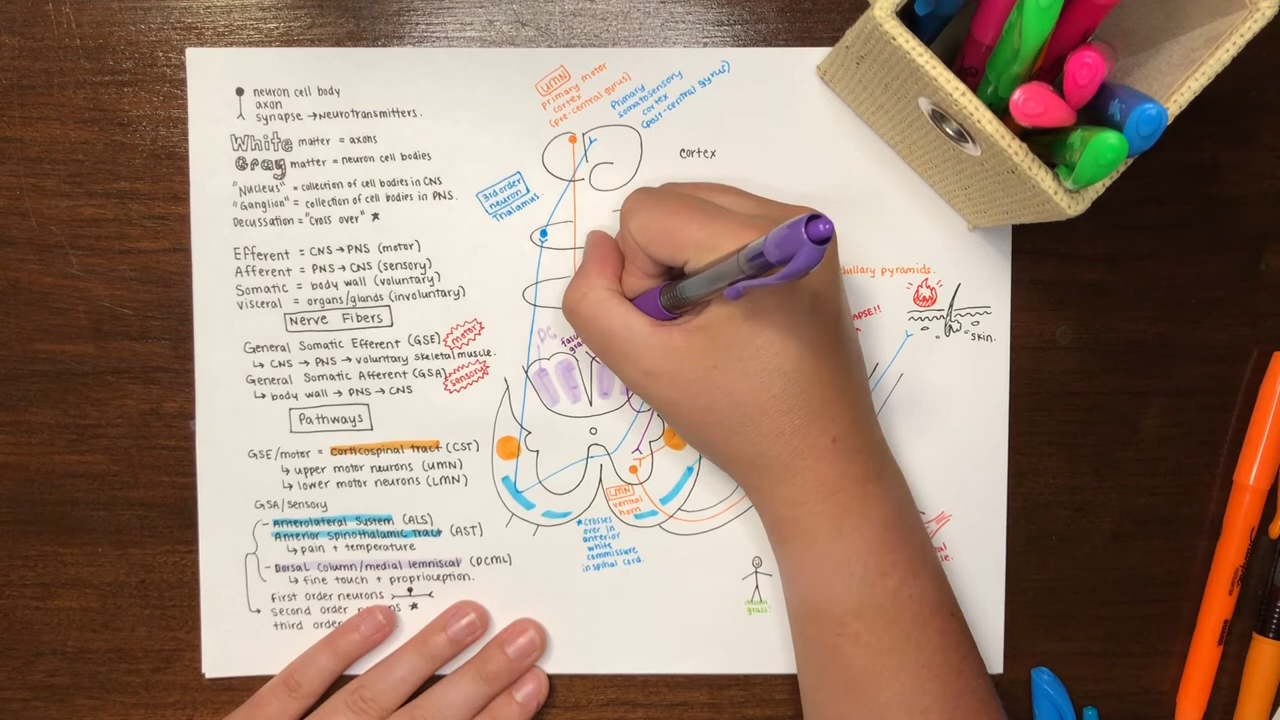 neuron cell body
axon
synapse → Neurotransmitters.
White matter = axons
Gray matter = neuron cell bodies
"Nucleus" = collection of cell bodies in CNS
"Ganglion" = collection of cell bodies in PNS.
Decussation = "Cross over" ★
Efferent = CNS → PNS (motor)
Afferent = PNS → CNS (sensory)
Somatic = body wall (voluntary)
Visceral = organs/glands (involuntary)
Nerve Fibers
General Somatic Efferent (GSE) motor
↳ CNS → PNS → voluntary skeletal muscle.
General Somatic Afferent (GSA) sensory
↳ body wall → PNS → CNS
Pathways
GSE/motor = corticospinal tract (CST)
↳ upper motor neurons (UMN)
↳ lower motor neurons (LMN)
GSA/sensory
- Anterolateral System (ALS)
Anterior Spinothalamic tract (AST)
↳ pain + temperature
- Dorsal Column/medial lemniscal (DCML)
↳ fine touch + proprioception.
first order neurons
second order
third order
UMN
primary motor
cortex
(pre-central gyrus)
Primary
somatosensory
cortex
(post-central gyrus)
cortex
3rd order
neuron
Thalamus.
DC
LMN
ventral
horn
★crosses
over in
anterior
white
commissure
in spinal cord.
pyramids.
skin.
grass!